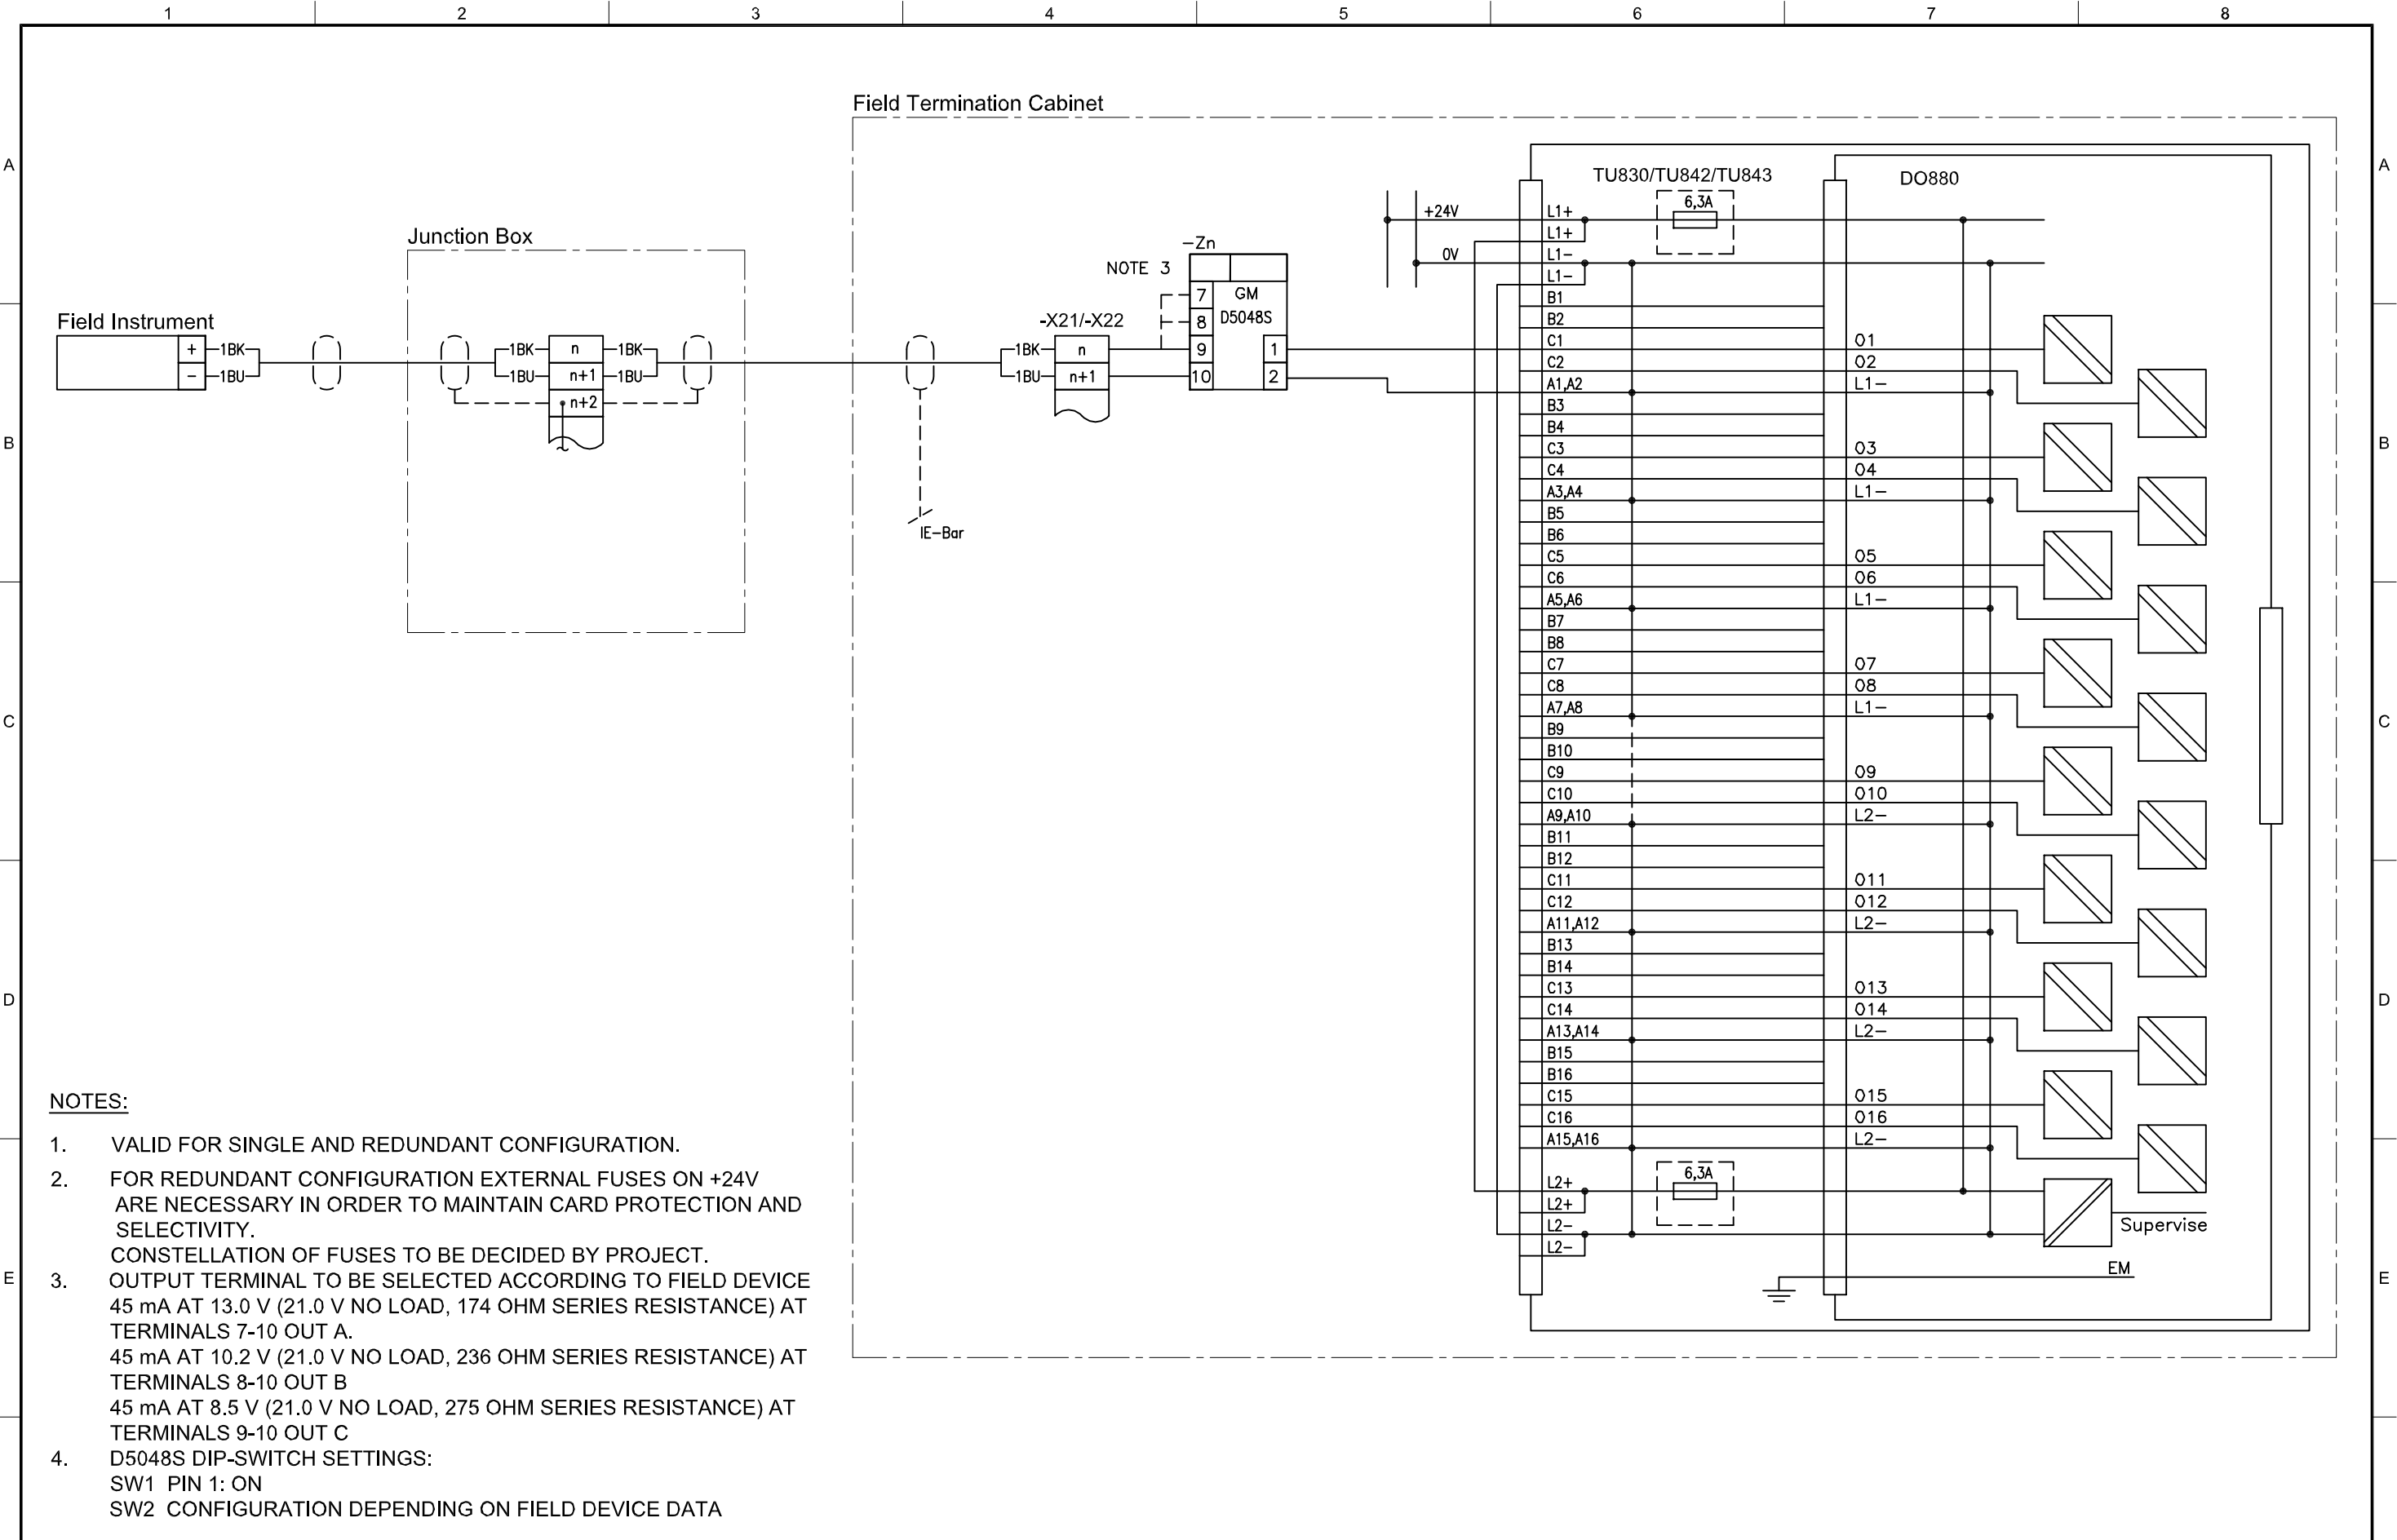 1 2 3 4 5 6 7 8
Field Termination Cabinet
A A
TU830/TU842/TU843 DO880
6,3A
+24V L1+
L1+
0V L1-
L1-
Junction Box
-Zn
NOTE 3
7 GM
8 D5048S
9 1
10 2
Field Instrument
+ 1BK
- 1BU
1BK n 1BK
1BU n+1 1BU
n+2
-X21/-X22
1BK n
1BU n+1
IE-Bar
B1
B2
C1 O1
C2 O2
A1,A2 L1-
B3
B4
B B
C3 O3
C4 O4
A3,A4 L1-
B5
B6
C5 O5
C6 O6
A5,A6 L1-
B7
B8
C7 O7
C8 O8
A7,A8 L1-
C C
B9
B10
C9 O9
C10 O10
A9,A10 L2-
B11
B12
C11 O11
C12 O12
A11,A12 L2-
B13
B14
C13 O13
D D
C14 O14
A13,A14 L2-
B15
B16
C15 O15
C16 O16
A15,A16 L2-
6,3A
L2+
L2+
L2-
L2-
Supervise
EM
E E
NOTES:
1. VALID FOR SINGLE AND REDUNDANT CONFIGURATION.
2. FOR REDUNDANT CONFIGURATION EXTERNAL FUSES ON +24V
ARE NECESSARY IN ORDER TO MAINTAIN CARD PROTECTION AND
SELECTIVITY.
CONSTELLATION OF FUSES TO BE DECIDED BY PROJECT.
3. OUTPUT TERMINAL TO BE SELECTED ACCORDING TO FIELD DEVICE
45 mA AT 13.0 V (21.0 V NO LOAD, 174 OHM SERIES RESISTANCE) AT
TERMINALS 7-10 OUT A.
45 mA AT 10.2 V (21.0 V NO LOAD, 236 OHM SERIES RESISTANCE) AT
TERMINALS 8-10 OUT B
45 mA AT 8.5 V (21.0 V NO LOAD, 275 OHM SERIES RESISTANCE) AT
TERMINALS 9-10 OUT C
4. D5048S DIP-SWITCH SETTINGS:
SW1 PIN 1: ON
SW2 CONFIGURATION DEPENDING ON FIELD DEVICE DATA